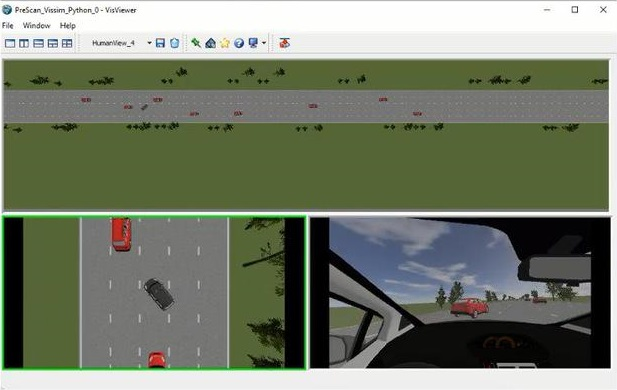 PreScan_Vissim_Python_0 - VisViewer
File Window Help
HumanView_4